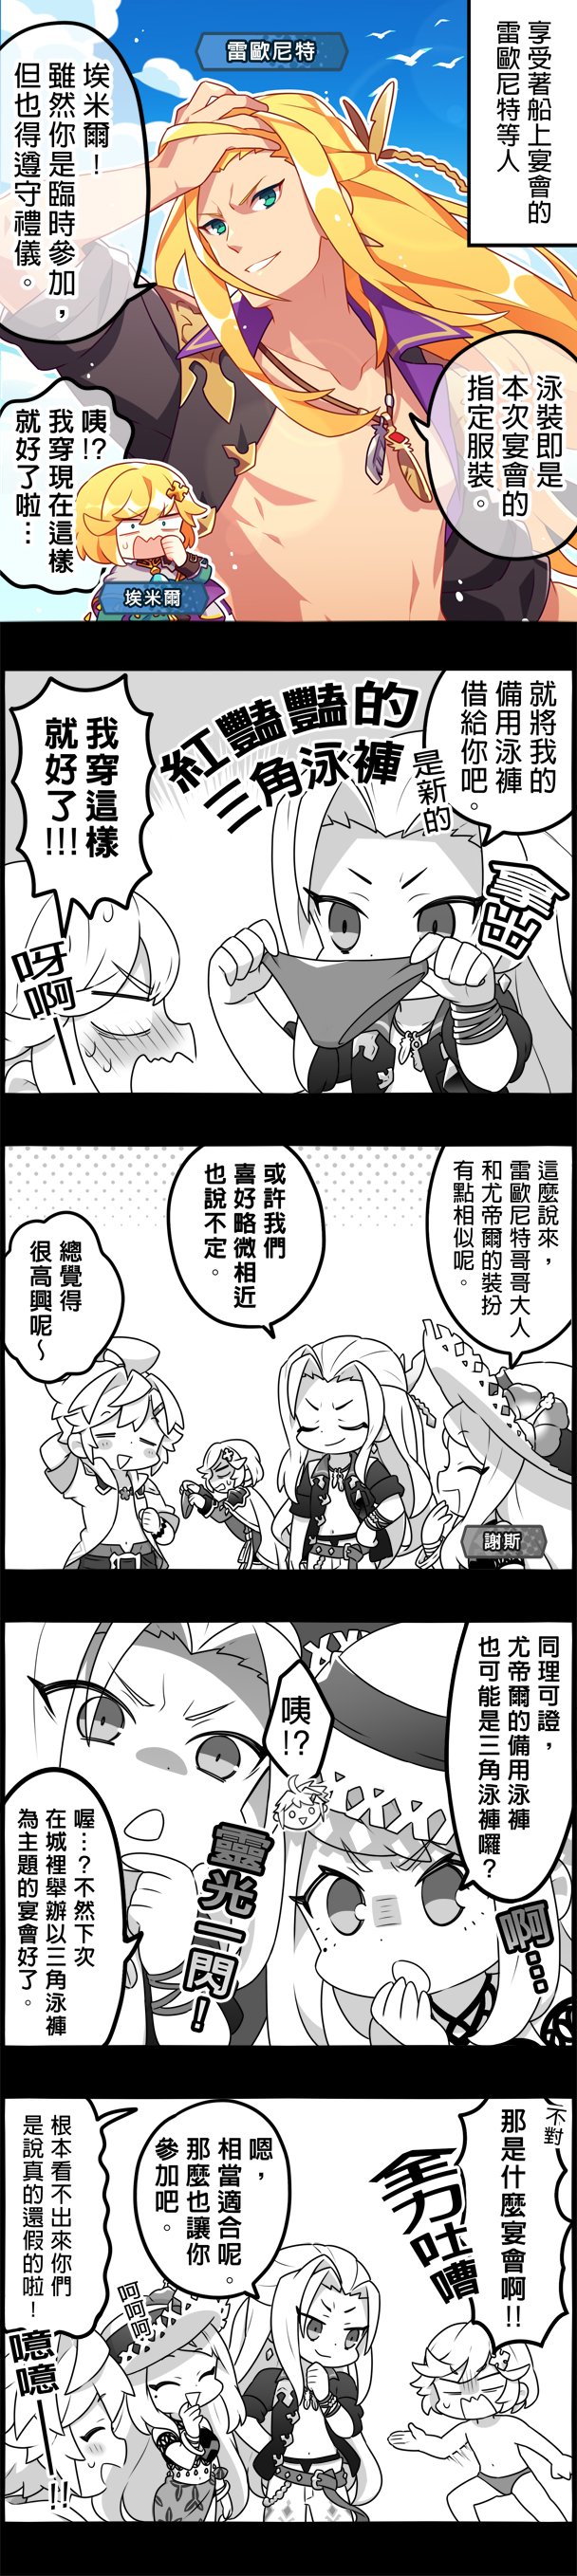 享受著船上宴會的
雷歐尼特等人
雷歐尼特
埃米爾！
雖然你是臨時參加，
但也得遵守禮儀。
泳裝即是
本次宴會的
指定服裝。
咦!?
我穿現在這樣
就好了啦…
埃米爾
就將我的
備用泳褲
借給你吧。
是新的
拿出
紅豔豔的
三角泳褲
我穿這樣
就好了!!!
呀啊——
這麼說來，
雷歐尼特哥哥大人
和尤帝爾的裝扮
有點相似呢。
或許我們
喜好略微相近
也說不定。
總覺得
很高興呢～
謝斯
同理可證，
尤帝爾的備用泳褲
也可能是三角泳褲囉？
啊…
咦!?
靈光一閃！
喔…？不然下次
在城裡舉辦以三角泳褲
為主題的宴會好了。
不對
那是什麼宴會啊!!
全力吐嘈
嗯，
相當適合呢。
那麼也讓你
參加吧。
呵呵呵
根本看不出來你們
是說真的還假的啦！
噫噫——!!